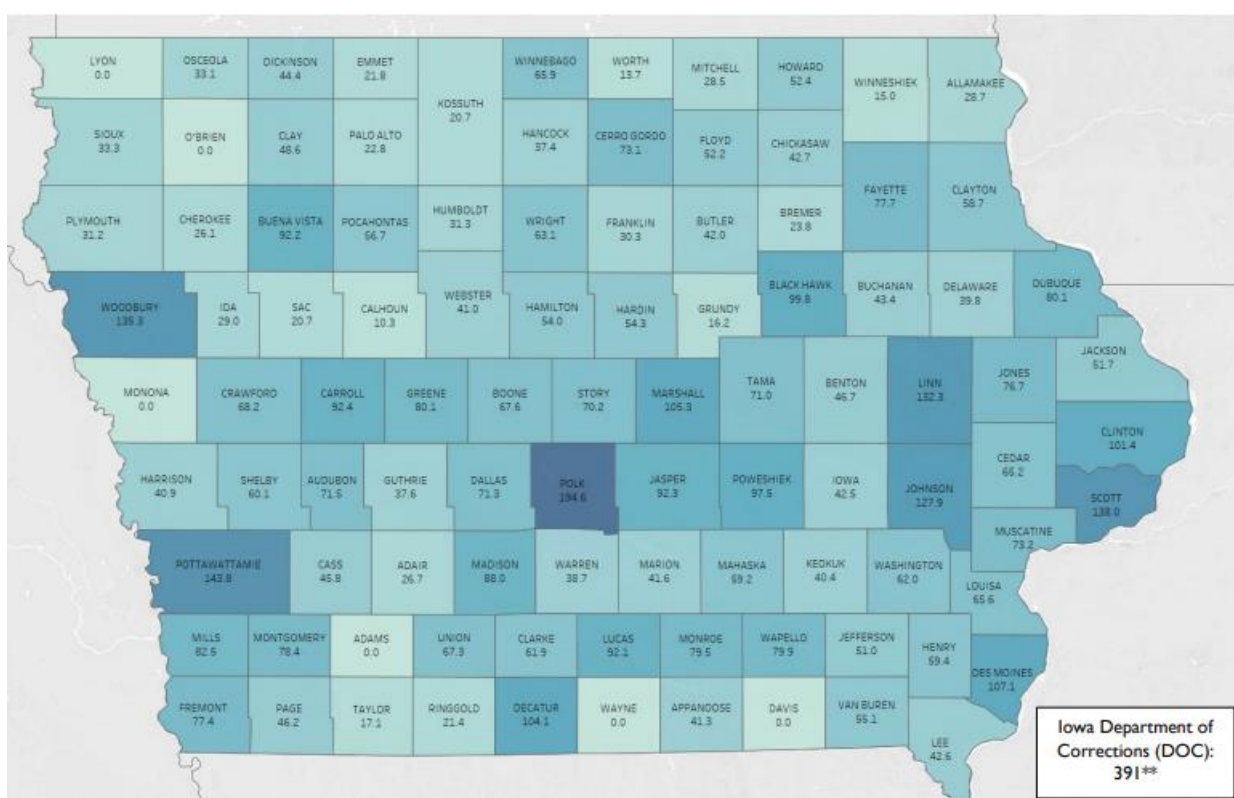 LYON
0.0
OSCEOLA
33.1
DICKINSON
44.4
EMMET
21.8
KOSSUTH
20.7
WINNEBAGO
65.9
WORTH
13.7
MITCHELL
28.5
HOWARD
52.4
WINNESHIEK
15.0
ALLAMAKEE
28.7
SIOUX
33.3
O'BRIEN
0.0
CLAY
48.6
PALO ALTO
22.8
HANCOCK
37.4
CERRO GORDO
73.1
FLOYD
52.2
CHICKASAW
42.7
FAYETTE
77.7
CLAYTON
58.7
PLYMOUTH
31.2
CHEROKEE
26.1
BUENA VISTA
92.2
POCAHONTAS
56.7
HUMBOLDT
31.3
WRIGHT
63.1
FRANKLIN
30.3
BUTLER
42.0
BREMER
23.8
WOODBURY
IDA
29.0
SAC
20.7
CALHOUN
10.3
WEBSTER
41.0
HAMILTON
54.0
HARDIN
54.3
GRUNDY
16.2
BLACK HAWK
99.8
BUCHANAN
43.4
DELAWARE
39.8
DUBUQUE
80.1
MONONA
0.0
CRAWFORD
68.2
CARROLL
92.4
GREENE
80.1
BOONE
67.6
STORY
70.2
MARSHALL
105.3
TAMA
71.0
BENTON
46.7
LINN
132.3
JONES
76.7
JACKSON
51.7
CLINTON
101.4
HARRISON
40.9
SHELBY
60.1
AUDUBON
71.5
GUTHRIE
37.6
DALLAS
71.3
POLK
194.6
JASPER
92.3
POWESHIEK
IOWA
42.5
JOHNSON
127.9
CEDAR
SCOTT
138.0
MUSCATINE
73.2
POTTAWATTAMIE
143.8
CASS
45.8
ADAIR
26.7
MADISON
88.0
WARREN
38.7
MARION
41.6
MAHASKA
KEOKUK
40.4
WASHINGTON
62.0
LOUISA
65.6
MILLS
MONTGOMERY
78.4
ADAMS
0.0
UNION
67.3
CLARKE
61.9
LUCAS
92.1
MONROE
79.5
WAPELLO
79.9
JEFFERSON
51.0
HENRY
59.4
DES MOINES
107.1
FREMONT
77.4
PAGE
46.2
TAYLOR
17.1
RINGGOLD
21.4
DECATUR
104.1
WAYNE
0.0
APPANOOSE
41.3
DAVIS
0.0
VAN BUREN
55.1
LEE
42.6
Iowa Department of
Corrections (DOC):
391**